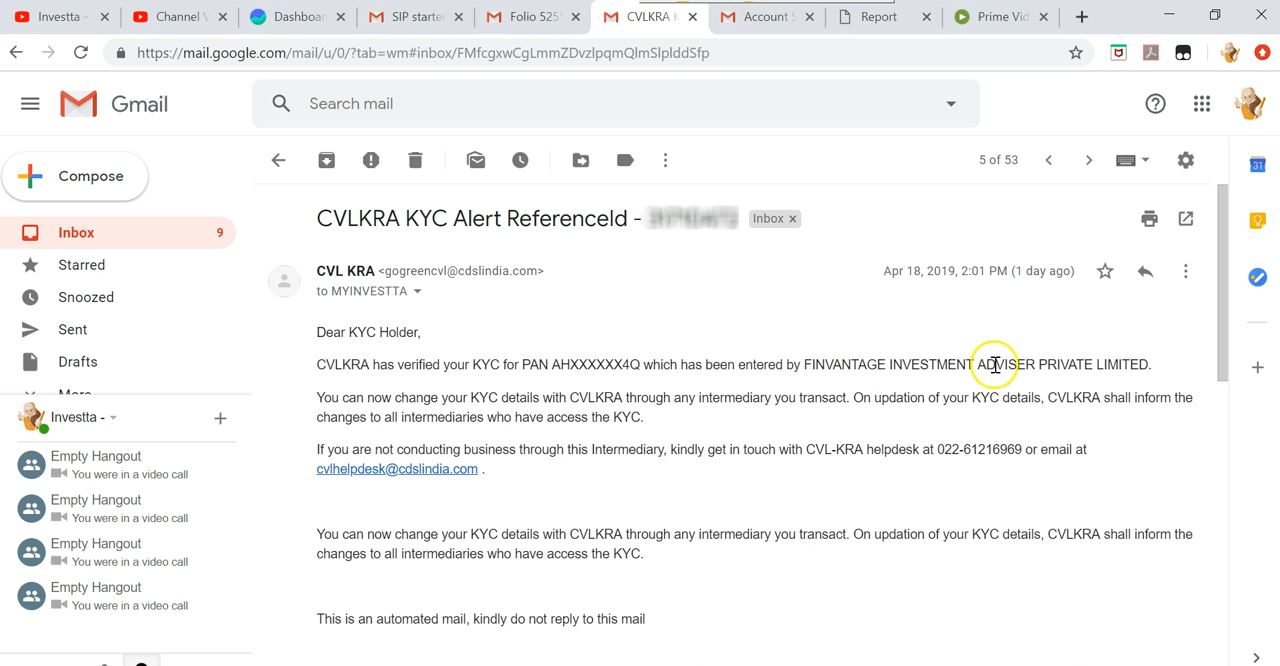 Investta -
Channel V
Dashboar
SIP starte
Folio 525
CVLKRA K
Account S
Report
Prime Vid
https://mail.google.com/mail/u/0/?tab=wm#inbox/FMfcgxwCgLmmZDvzlpqmQlmSlplddSfp
Gmail
Search mail
Compose
5 of 53
Inbox 9
Starred
Snoozed
Sent
Drafts
More
Investta -
Empty Hangout
You were in a video call
Empty Hangout
You were in a video call
Empty Hangout
You were in a video call
Empty Hangout
You were in a video call
CVLKRA KYC Alert ReferenceId -
Inbox x
CVL KRA <gogreencvl@cdslindia.com>
Apr 18, 2019, 2:01 PM (1 day ago)
to MYINVESTTA
Dear KYC Holder,
CVLKRA has verified your KYC for PAN AHXXXXXX4Q which has been entered by FINVANTAGE INVESTMENT ADVISER PRIVATE LIMITED.
You can now change your KYC details with CVLKRA through any intermediary you transact. On updation of your KYC details, CVLKRA shall inform the
changes to all intermediaries who have access the KYC.
If you are not conducting business through this Intermediary, kindly get in touch with CVL-KRA helpdesk at 022-61216969 or email at
cvlhelpdesk@cdslindia.com .
You can now change your KYC details with CVLKRA through any intermediary you transact. On updation of your KYC details, CVLKRA shall inform the
changes to all intermediaries who have access the KYC.
This is an automated mail, kindly do not reply to this mail
31